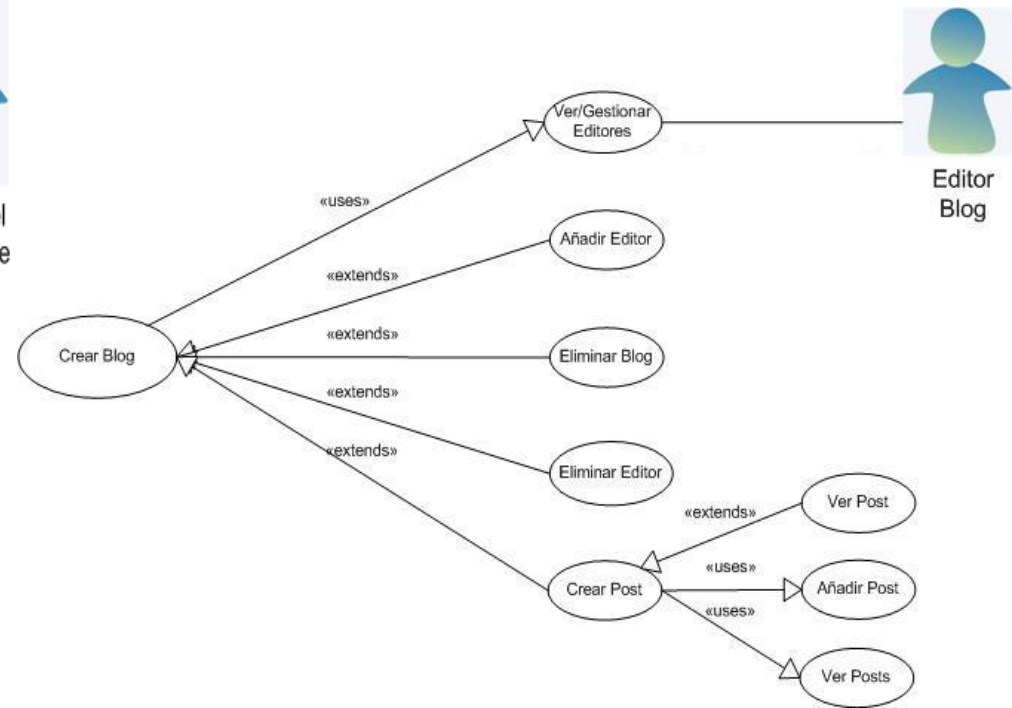 Ver/Gestionar
Editores
Editor
Blog
«uses»
Añadir Editor
«extends»
«extends»
Crear Blog
Eliminar Blog
«extends»
«extends»
Eliminar Editor
Ver Post
«extends»
«uses»
Crear Post
Añadir Post
«uses»
Ver Posts